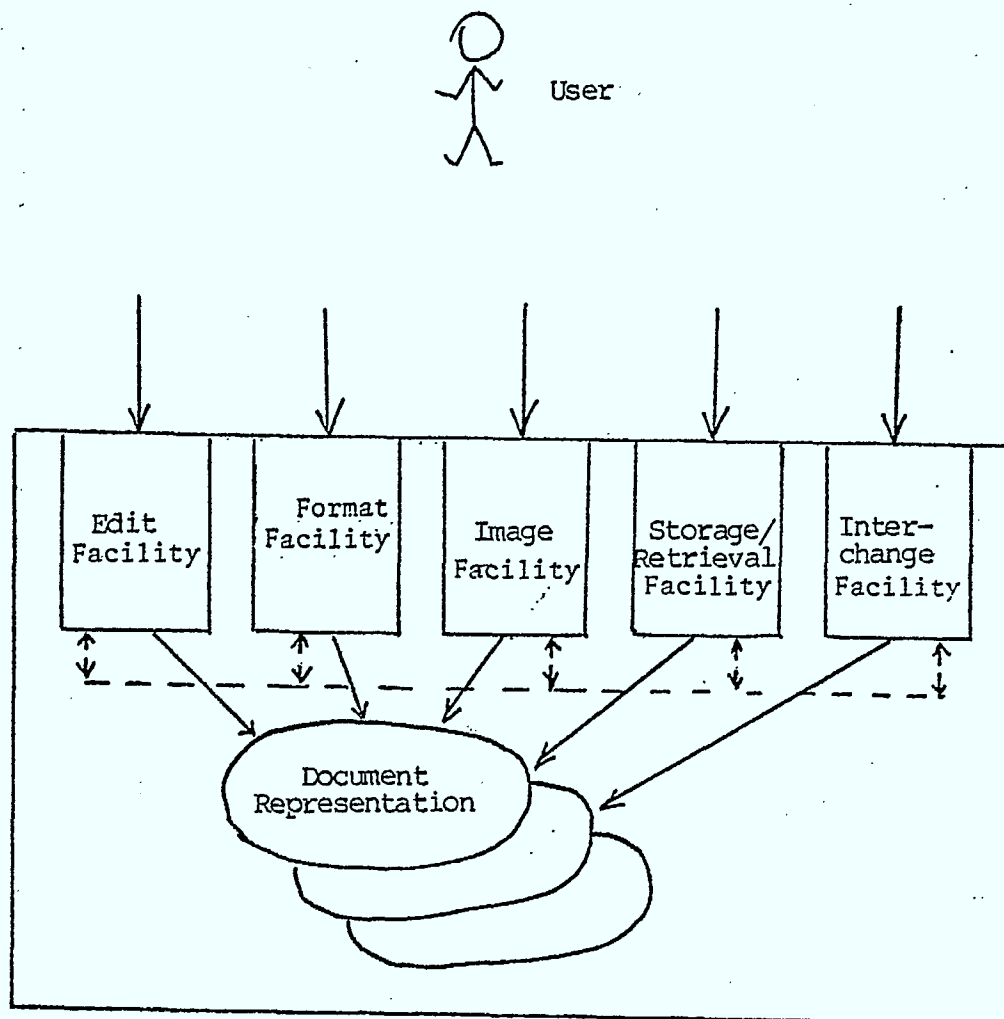 User
Edit
Facility
Format
Facility
Image
Facility
Storage/
Retrieval
Facility
Inter-
change
Facility
Document
Representation